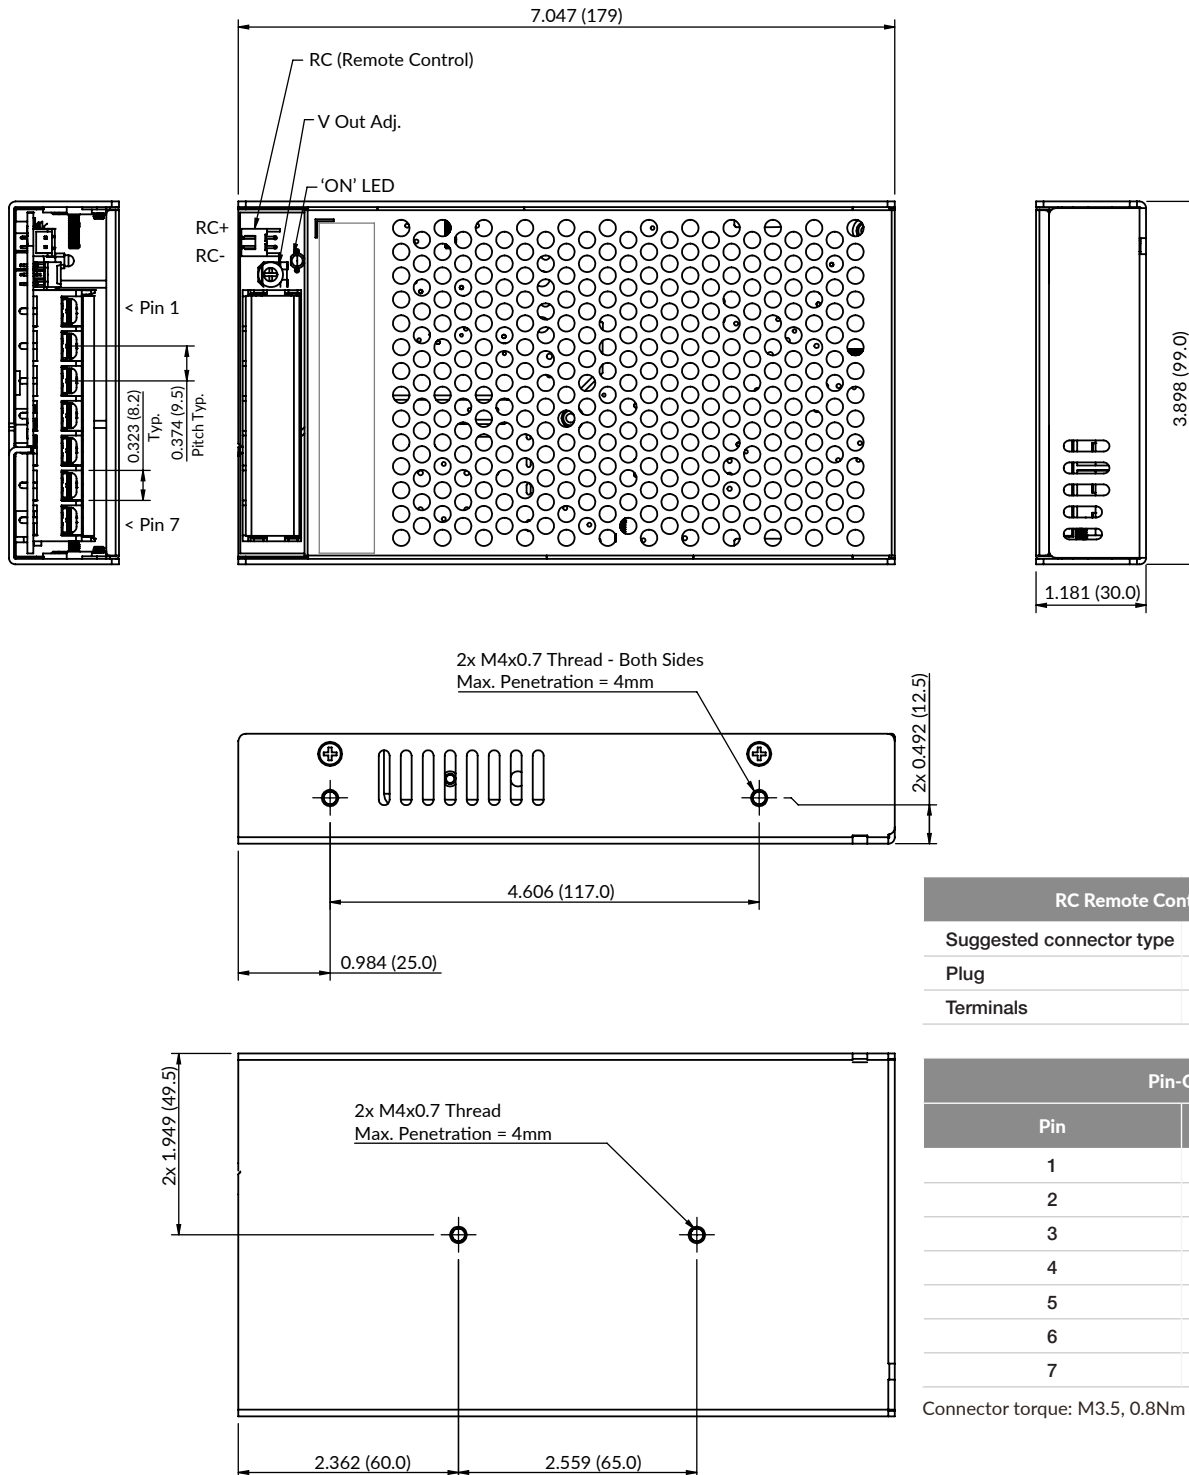 7.047 (179)
RC (Remote Control)
V Out Adj.
‘ON’ LED
RC+
RC-
< Pin 1
0.323 (8.2)
Typ.
0.374 (9.5)
Pitch Typ.
< Pin 7
3.898 (99.0)
1.181 (30.0)
2x M4x0.7 Thread - Both Sides
Max. Penetration = 4mm
2x 0.492 (12.5)
4.606 (117.0)
0.984 (25.0)
RC Remote Cont
Suggested connector type
Plug
Terminals
2x 1.949 (49.5)
2x M4x0.7 Thread
Max. Penetration = 4mm
Pin-
Pin
1
2
3
4
5
6
7
Connector torque: M3.5, 0.8Nm
2.362 (60.0)
2.559 (65.0)